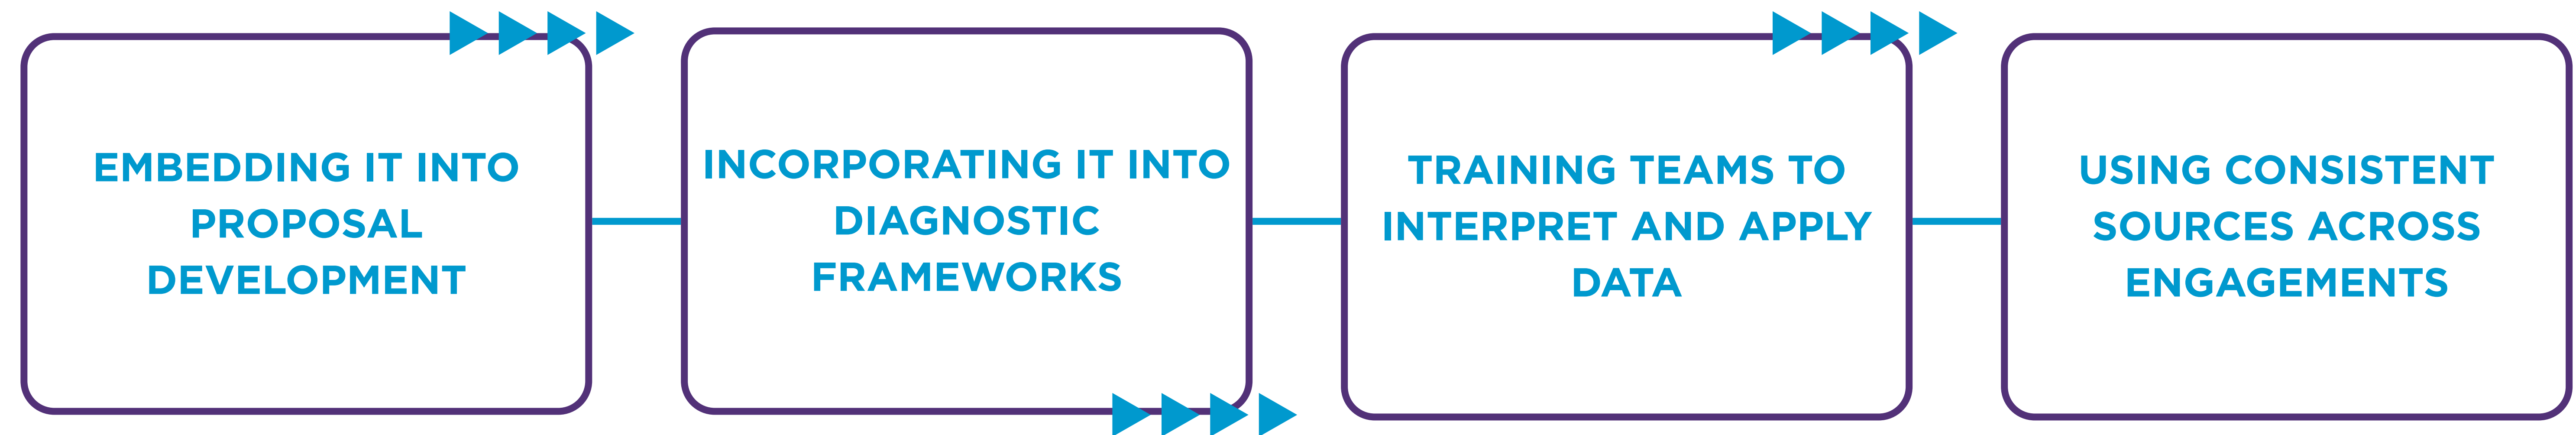 EMBEDDING IT INTO
PROPOSAL
DEVELOPMENT
INCORPORATING IT INTO
DIAGNOSTIC
FRAMEWORKS
TRAINING TEAMS TO
INTERPRET AND APPLY
DATA
USING CONSISTENT
SOURCES ACROSS
ENGAGEMENTS